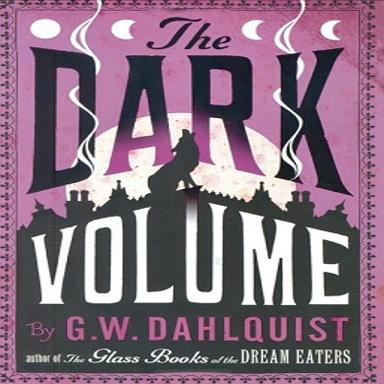 The
DARK
VOLUME
By G.W. DAHLQUIST
author of The Glass Books of the DREAM EATERS